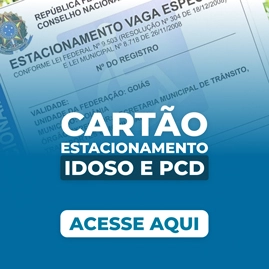 REPÚBLICA
CONSELHO NACIONAL
ESTACIONAMENTO VAGA ESPE
CONFORME LEI FEDERAL Nº 9.503 (RESOLUÇÃO Nº 304 DE 18/12/2008)
E LEI MUNICIPAL Nº 8.718 DE 26/11/2008
Nº DO REGISTRO
VALIDADE:
UNIDADE DA FEDERAÇÃO: GOIÁS
MUNICIPAL DE TRÂNSITO,
CARTÃO
ESTACIONAMENTO
IDOSO E PCD
ACESSE AQUI